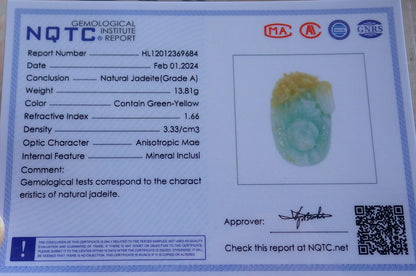 NQTC GEMOLOGICAL INSTITUTE ® REPORT
MA
GNRS
Report Number HL12012369684
Date Feb 01.2024
Conclusion Natural Jadeite(Grade A)
Weight 13.81g
Color Contain Green-Yellow
Refractive Index 1.66
Density 3.33/cm3
Optic Character Anisotropic Mae
Internal Feature Mineral Inclusi
Comment:
Gemological tests correspond to the charact
eristics of natural jadeite.
Approver:
Check this report at NQTC.net
!